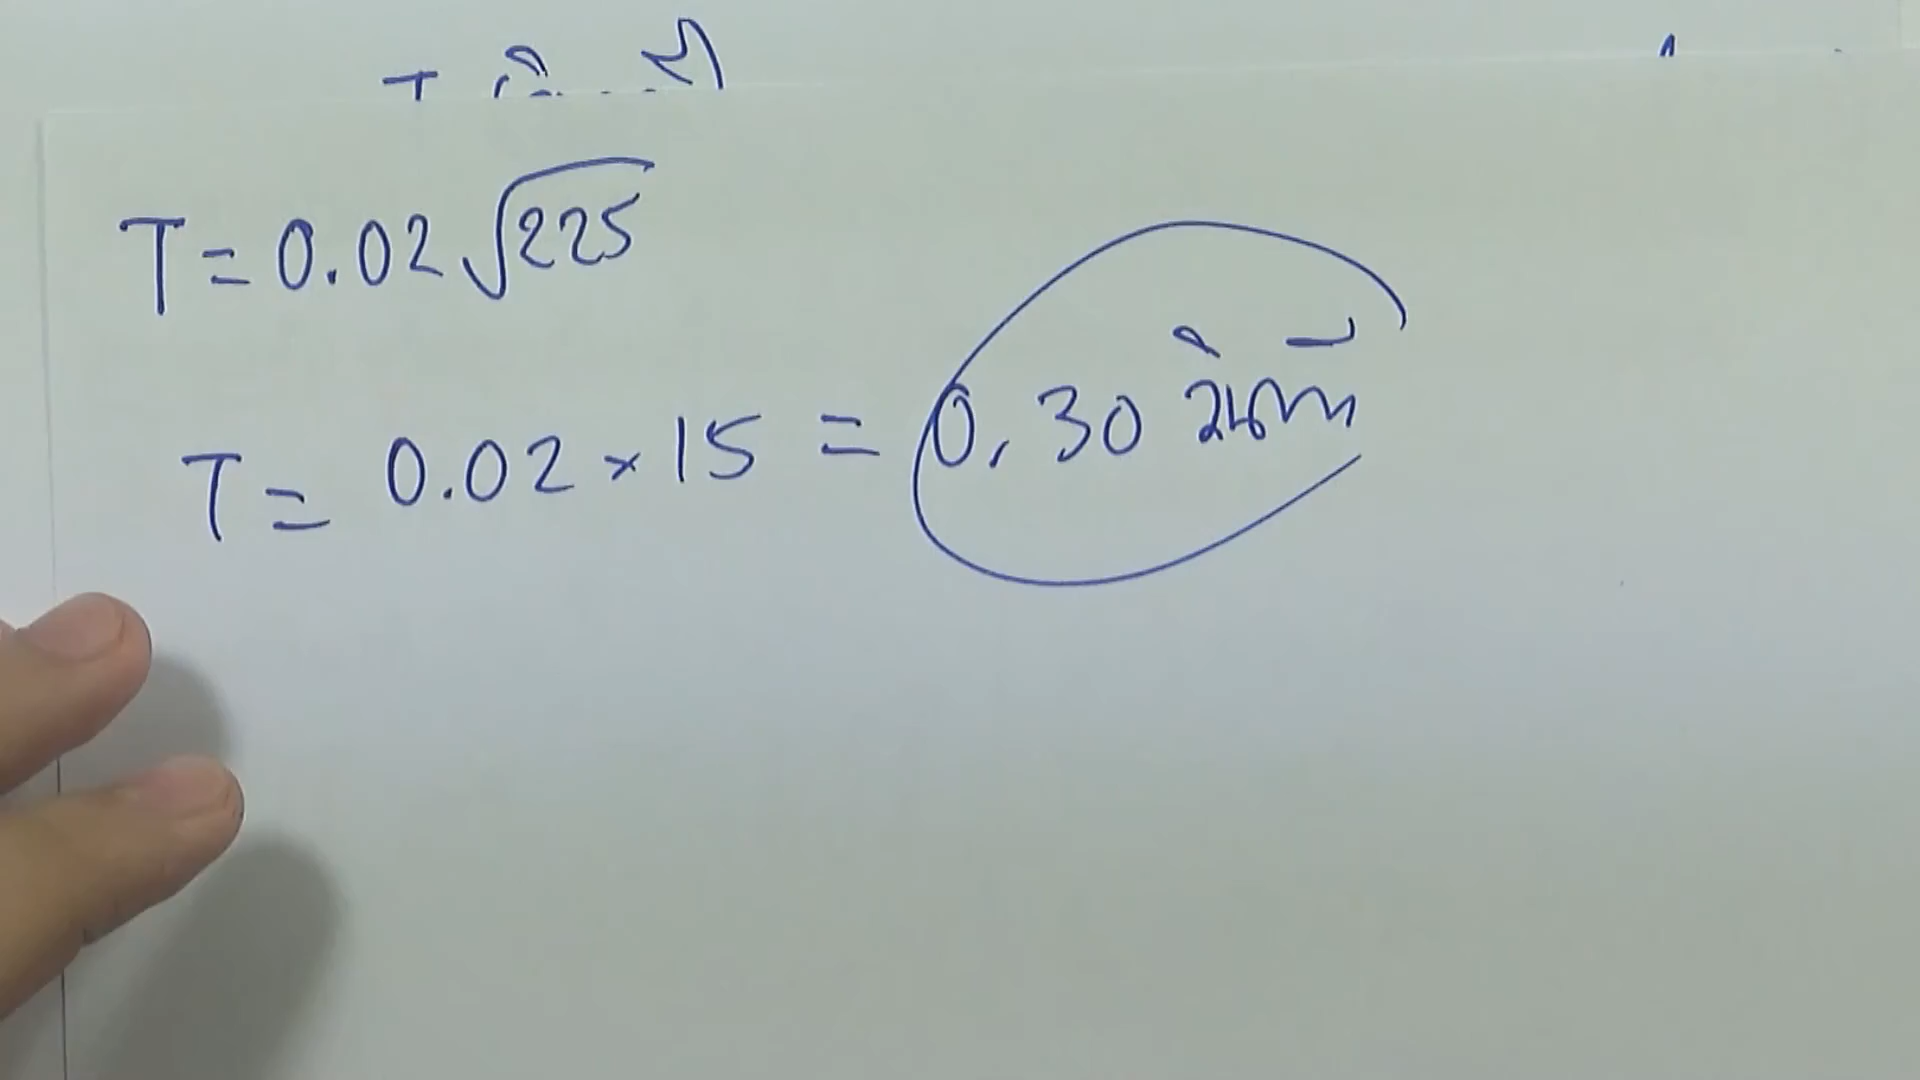 T = 0.02 √225
T = 0.02 × 15 = 0.30 วินาที